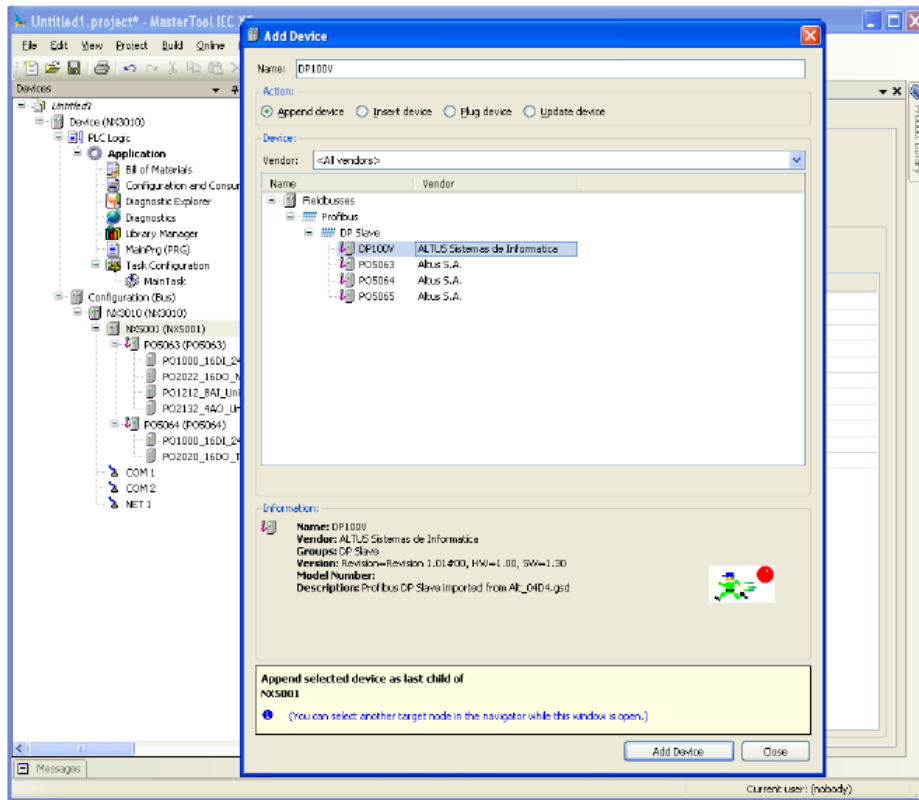 Untitled1.project* - MasterTool IEC
File Edit View Project Build Online
Devices
Untitled1
Device (NX3010)
PLC Logic
Application
Bill of Materials
Configuration and Consum
Diagnostic Explorer
Diagnostics
Library Manager
MainPrg (PRG)
Task Configuration
MainTask
Configuration (Bus)
NX3010 (NX3010)
NX5001 (NX5001)
PO5063 (PO5063)
PO1000_16DI_24
PO2022_16DO_
PO1212_8AI_Uni
PO2132_4AO_Un
PO5064 (PO5064)
PO1000_16DI_24
PO2020_16DO_T
COM 1
COM 2
NET 1
Messages
Add Device
Name: DP100V
Action:
Append device Insert device Plug device Update device
Device:
Vendor: <All vendors>
Name Vendor
Fieldbusses
Profibus
DP Slave
DP100V ALTUS Sistemas de Informatica
PO5063 Altus S.A.
PO5064 Altus S.A.
PO5065 Altus S.A.
Information:
Name: DP100V
Vendor: ALTUS Sistemas de Informatica
Groups: DP Slave
Version: Revision=Revision 1.01#00, HW=1.00, SW=1.30
Model Number:
Description: Profibus DP Slave imported from Alt_04D4.gsd
Append selected device as last child of
NX5001
(You can select another target node in the navigator while this window is open.)
Add Device Close
Current user: (nobody)